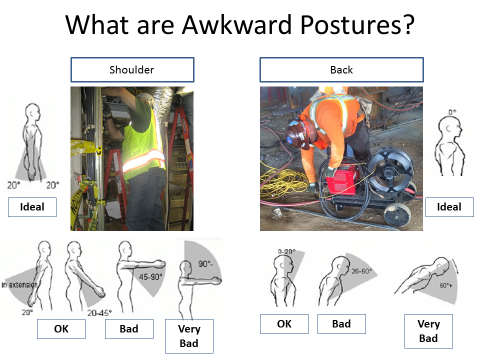 What are Awkward Postures?
Shoulder
Back
0°
20° 20°
Ideal
Ideal
in extension
20°
20-45°
45-90°
90°-
0-20°
20-60°
60°+
OK
Bad
Very
Bad
OK
Bad
Very
Bad